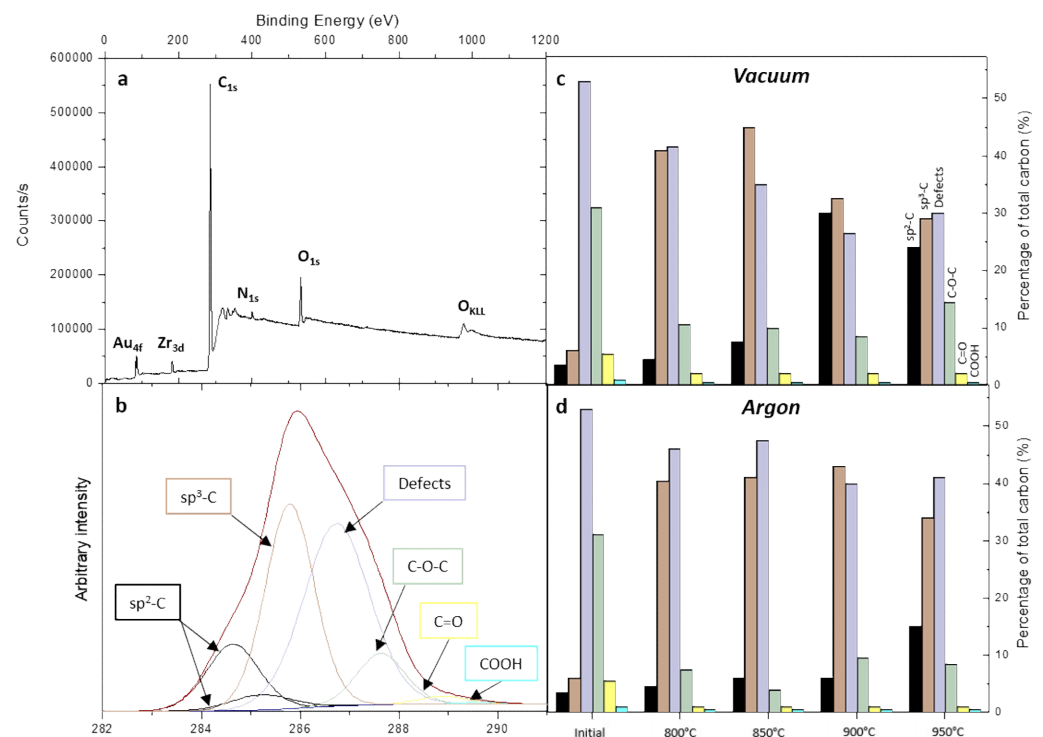 Binding Energy (eV)
0 200 400 600 800 1000 1200
600000
500000
400000
300000
200000
100000
0
Counts/s
a
C1s
N1s
O1s
OKLL
Au4f
Zr3d
b
Arbitrary intensity
sp3-C
Defects
sp2-C
C-O-C
C=O
COOH
282 284 286 288 290
c
Vacuum
50
40
30
20
10
0
Percentage of total carbon (%)
sp2-C
sp3-C
Defects
C-O-C
C=O
COOH
d
Argon
50
40
30
20
10
0
Percentage of total carbon (%)
Initial 800°C 850°C 900°C 950°C